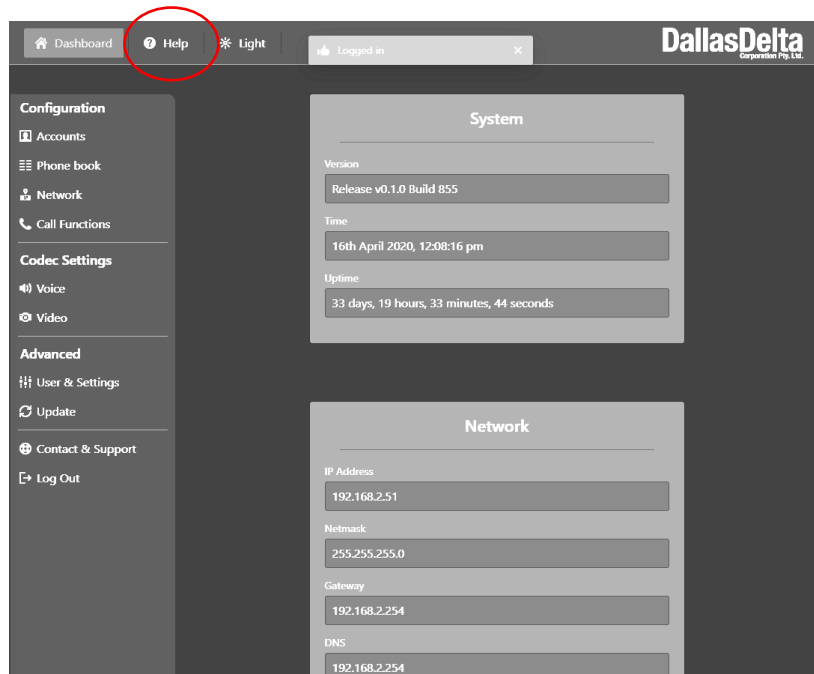 Dashboard
Help
Light
Logged in
DallasDelta
Corporation Pty. Ltd.
Configuration
Accounts
Phone book
Network
Call Functions
Codec Settings
Voice
Video
Advanced
User & Settings
Update
Contact & Support
Log Out
System
Version
Release v0.1.0 Build 855
Time
16th April 2020, 12:08:16 pm
Uptime
33 days, 19 hours, 33 minutes, 44 seconds
Network
IP Address
192.168.2.51
Netmask
255.255.255.0
Gateway
192.168.2.254
DNS
192.168.2.254